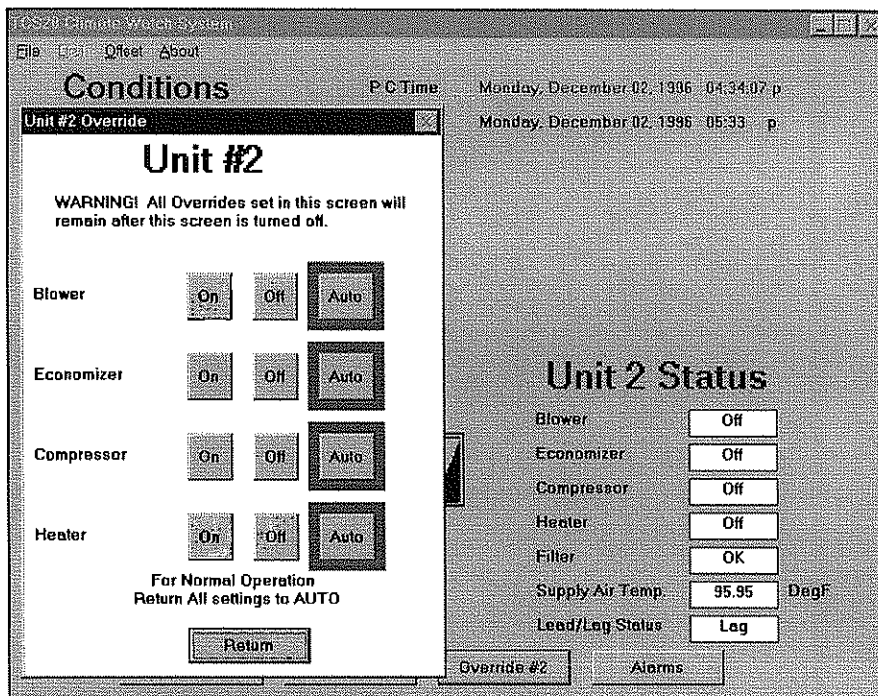 TCS20 Climate Watch System
File Offset About
Conditions
P C Time Monday, December 02, 1996 04:34:07 p
Monday, December 02, 1996 05:33 p
Unit #2 Override
Unit #2
WARNING! All Overrides set in this screen will
remain after this screen is turned off.
Blower On Off Auto
Economizer On Off Auto
Compressor On Off Auto
Heater On Off Auto
For Normal Operation
Return All settings to AUTO
Return
Unit 2 Status
Blower Off
Economizer Off
Compressor Off
Heater Off
Filter OK
Supply Air Temp. 95.95 DegF
Lead/Lag Status Lag
Override #2 Alarms